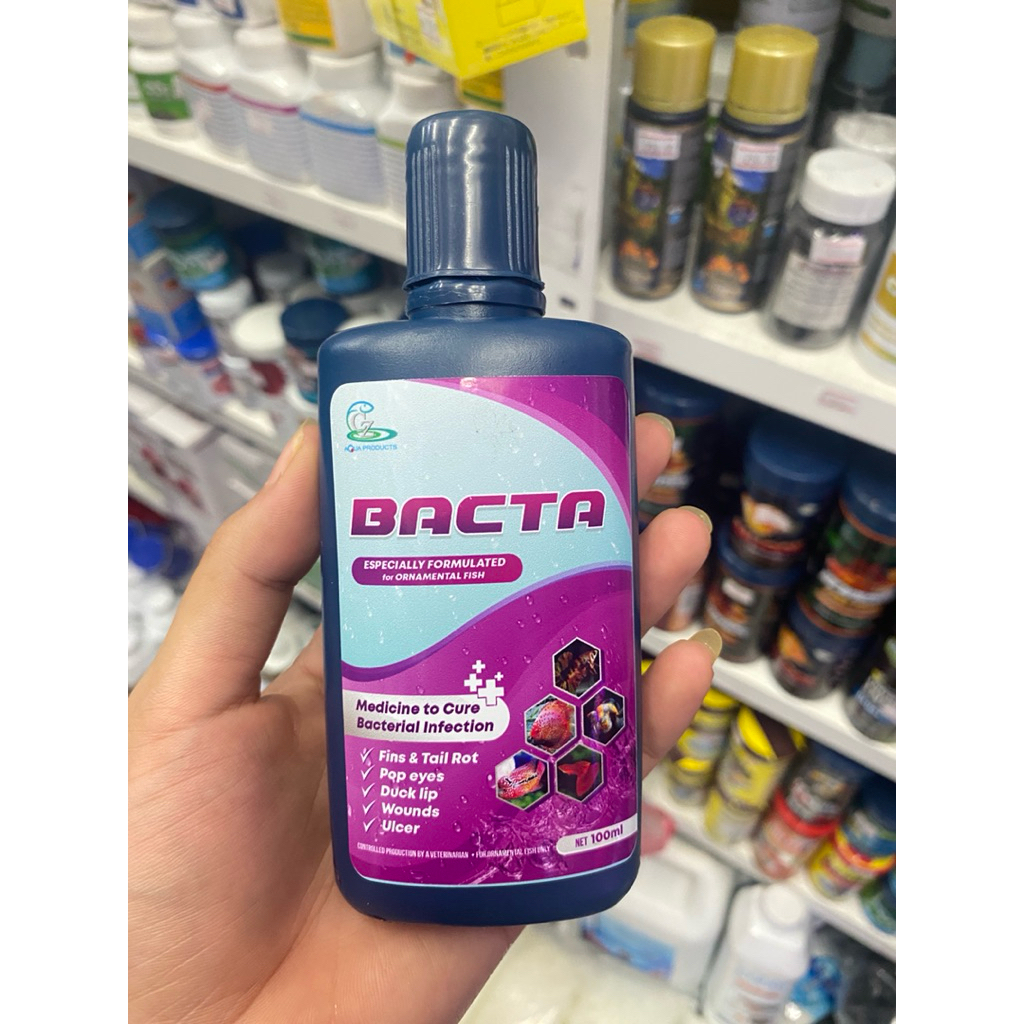 CZ
AQUA PRODUCTS
BACTA
ESPECIALLY FORMULATED
for ORNAMENTAL FISH
Medicine to Cure
Bacterial Infection
Fins & Tail Rot
Pop eyes
Duck lip
Wounds
Ulcer
CONTROLLED PRODUCTION BY A VETERINARIAN • FOR ORNAMENTAL FISH ONLY
NET 100ml